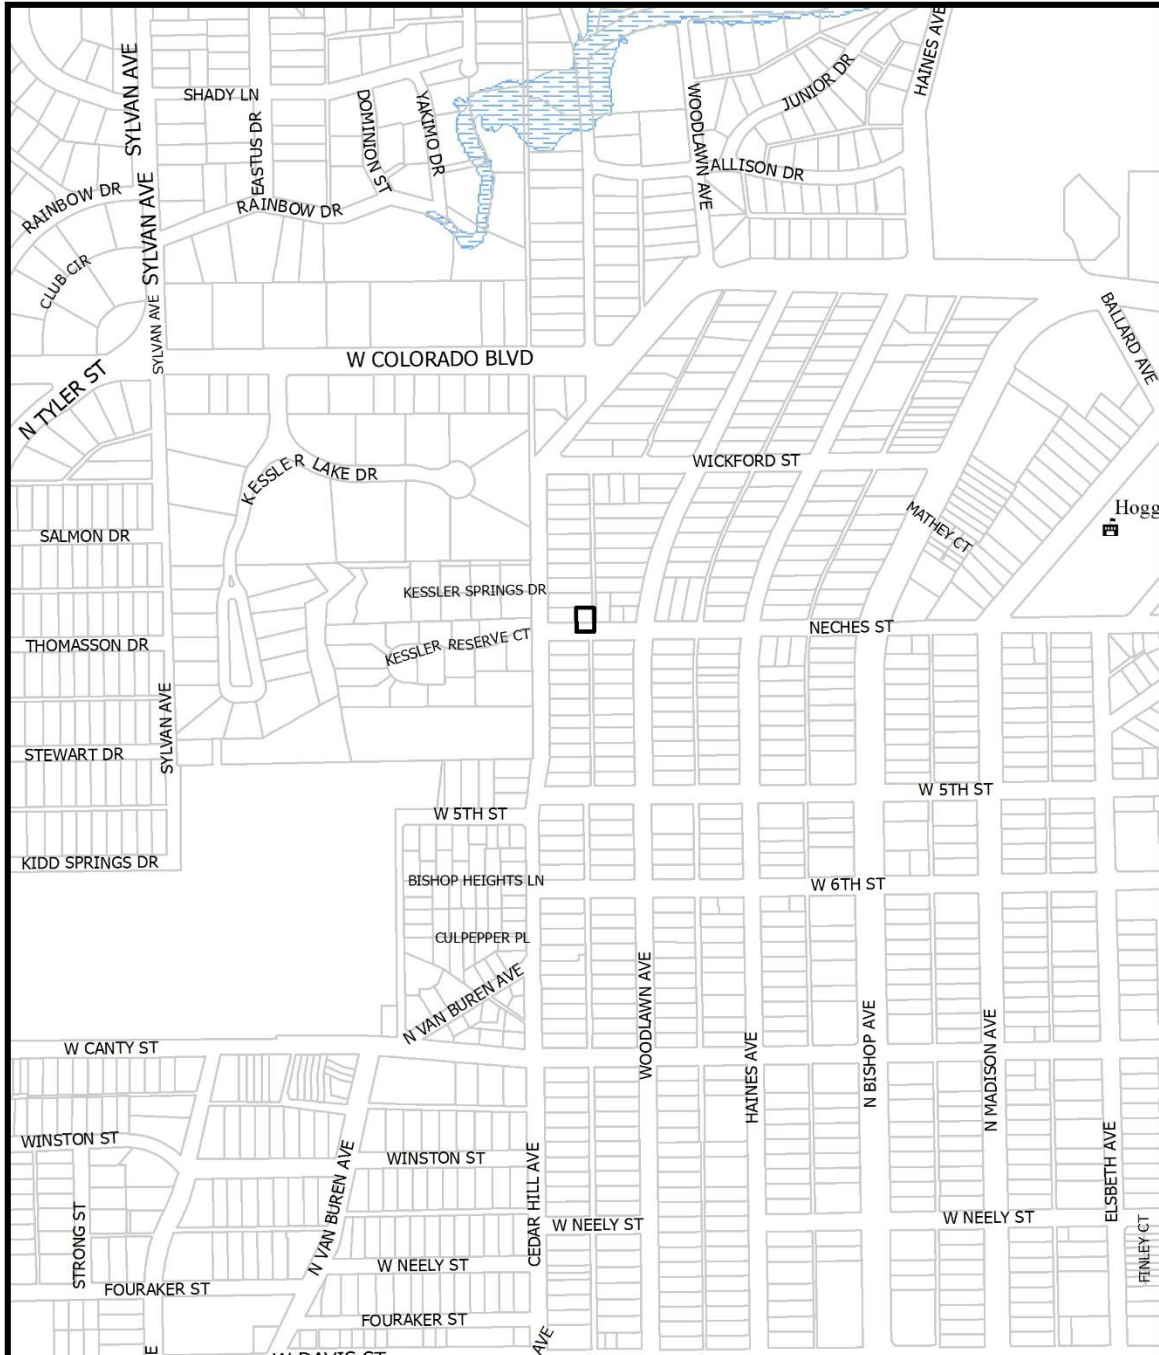 SYLVAN AVE
HAINES AVE
SHADY LN
JUNIOR DR
DOMINION ST
YAKIMO DR
WOODLAWN AVE
EASTUS DR
ALLISON DR
RAINBOW DR
SYLVAN AVE
RAINBOW DR
CLUB CIR
SYLVAN AVE
BALLARD AVE
W COLORADO BLVD
N TYLER ST
WICKFORD ST
KESSLER LAKE DR
Hogg
SALMON DR
MATHEY CT
KESSLER SPRINGS DR
NECHES ST
THOMASSON DR
KESSLER RESERVE CT
SYLVAN AVE
STEWART DR
W 5TH ST
W 5TH ST
KIDD SPRINGS DR
BISHOP HEIGHTS LN
W 6TH ST
CULPEPPER PL
N VAN BUREN AVE
WOODLAWN AVE
W CANTY ST
HAINES AVE
N BISHOP AVE
N MADISON AVE
WINSTON ST
WINSTON ST
N VAN BUREN AVE
CEDAR HILL AVE
ELSBETH AVE
STRONG ST
W NEELY ST
W NEELY ST
FINLEY CT
W NEELY ST
FOURAKER ST
FOURAKER ST
AVE
W DAVIS ST